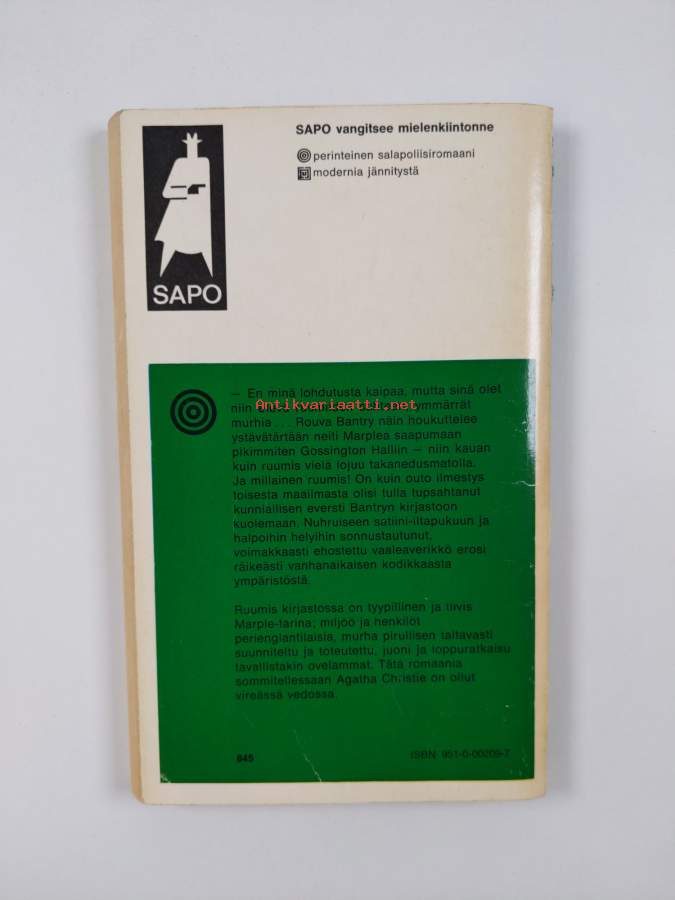 SAPO vangitsee mielenkiintonne
perinteinen salapoliisiromaani
modernia jännitystä
SAPO
— En minä lohdutusta kaipaa, mutta sinä olet
niin ymmärrät
Antikvariaatti.net
murhia . . . Rouva Bantry näin houkuttelee
ystävätärtään neiti Marplea saapumaan
pikimmiten Gossington Halliin — niin kauan
kuin ruumis vielä lojuu takanedusmatolla.
Ja millainen ruumis! On kuin outo ilmestys
toisesta maailmasta olisi tulla tupsahtanut
kunniallisen eversti Bantryn kirjastoon
kuolemaan. Nuhruiseen satiini-iltapukuun ja
halpoihin helyihin sonnustautunut,
voimakkaasti ehostettu vaaleaverikkö erosi
räikeästi vanhanaikaisen kodikkaasta
ympäristöstä.
Ruumis kirjastossa on tyypillinen ja tiivis
Marple-tarina; miljöö ja henkilöt
perienglantilaisia, murha pirullisen taitavasti
suunniteltu ja toteutettu, juoni ja loppuratkaisu
tavallistakin ovelammat. Tätä romaania
sommitellessaan Agatha Christie on ollut
vireässä vedossa.
845
ISBN 951-0-00209-7